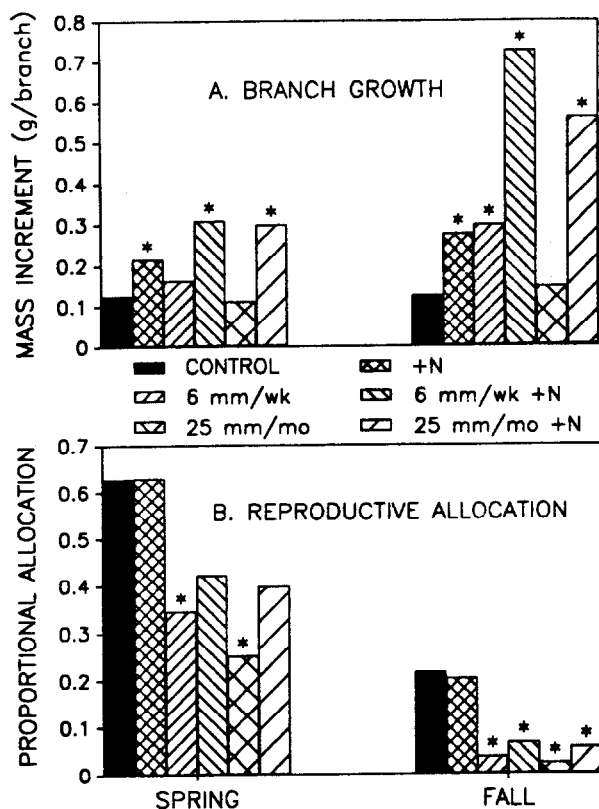 MASS INCREMENT (g/branch)
0.8
0.7
0.6
0.5
0.4
0.3
0.2
0.1
0
A. BRANCH GROWTH
* * * * * * *
CONTROL
+N
6 mm/wk
6 mm/wk +N
25 mm/mo
25 mm/mo +N
PROPORTIONAL ALLOCATION
0.7
0.6
0.5
0.4
0.3
0.2
0.1
0
B. REPRODUCTIVE ALLOCATION
* * * * * *
SPRING
FALL